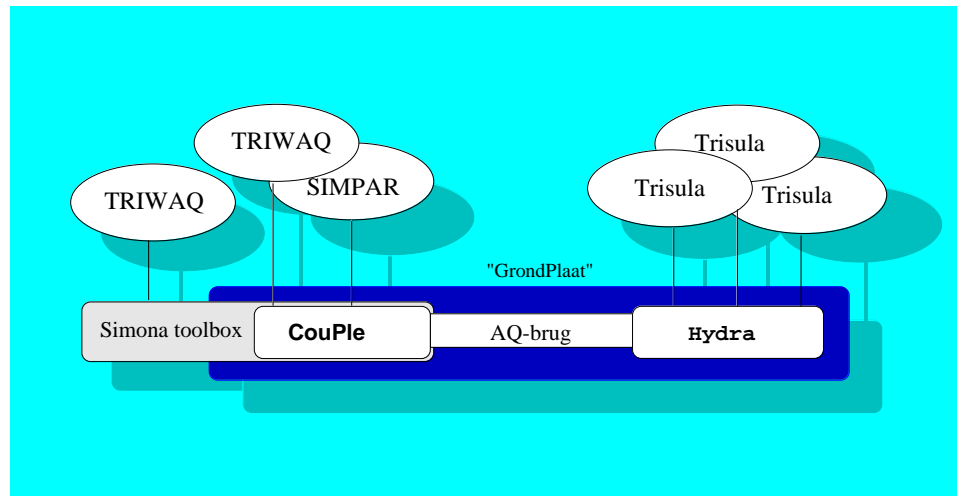 TRIWAQ
Trisula
SIMPAR
Trisula
Trisula
TRIWAQ
"GrondPlaat"
Simona toolbox
CouPle
AQ-brug
Hydra